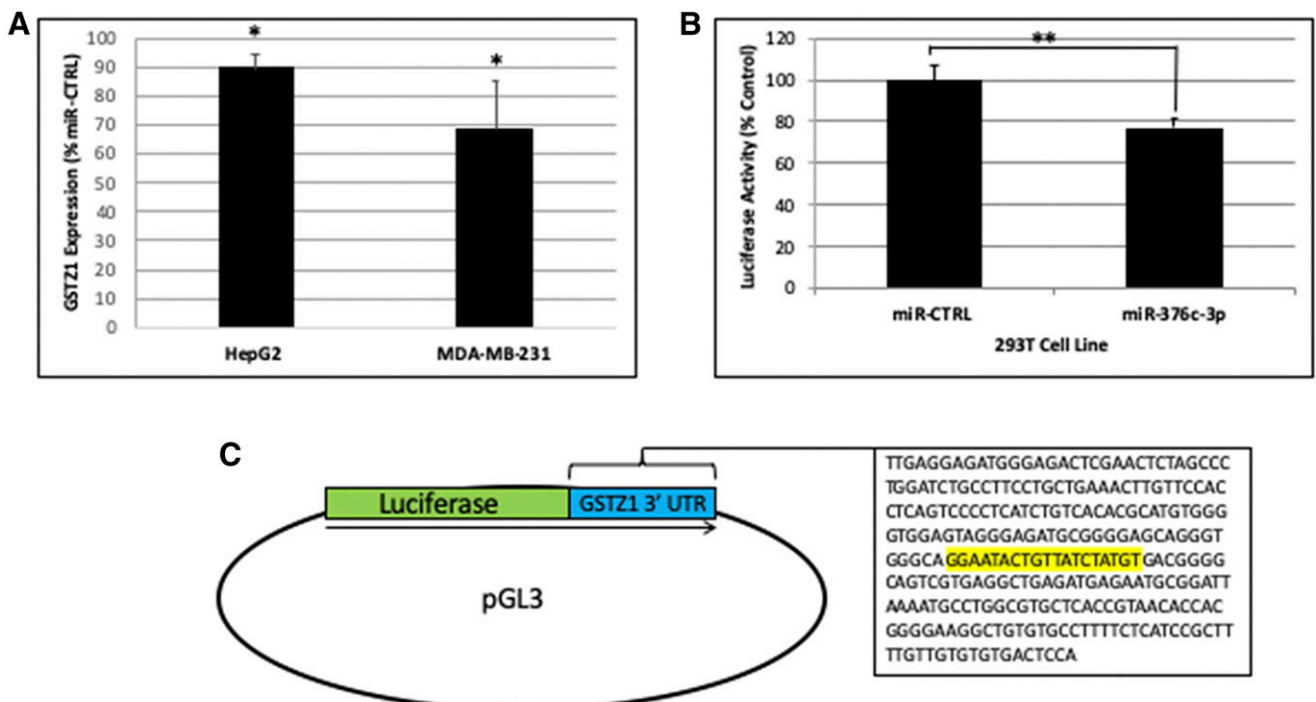 A
GSTZ1 Expression (% miR-CTRL)
100
90
80
70
60
50
40
30
20
10
0
*
*
HepG2
MDA-MB-231
B
Luciferase Activity (% Control)
120
100
80
60
40
20
0
**
miR-CTRL
miR-376c-3p
293T Cell Line
C
Luciferase
GSTZ1 3' UTR
pGL3
TTGAGGAGATGGGAGACTCGAACTCTAGCCC
TGGATCTGCCTTCCTGCTGAAACTTGTTCCAC
CTCAGTCCCCTCATCTGTCACACGCATGTGGG
GTGGAGTAGGGAGATGCGGGGAGCAGGGT
GGGCAGGAATACTGTTATCTATGTGACGGGG
CAGTCGTGAGGCTGAGATGAGAATGCGGATT
AAAATGCCTGGCGTGCTCACCGTAACACCAC
GGGGAAGGCTGTGTGCCTTTTCTCATCCGCTT
TTGTTGTGTGTGACTCCA